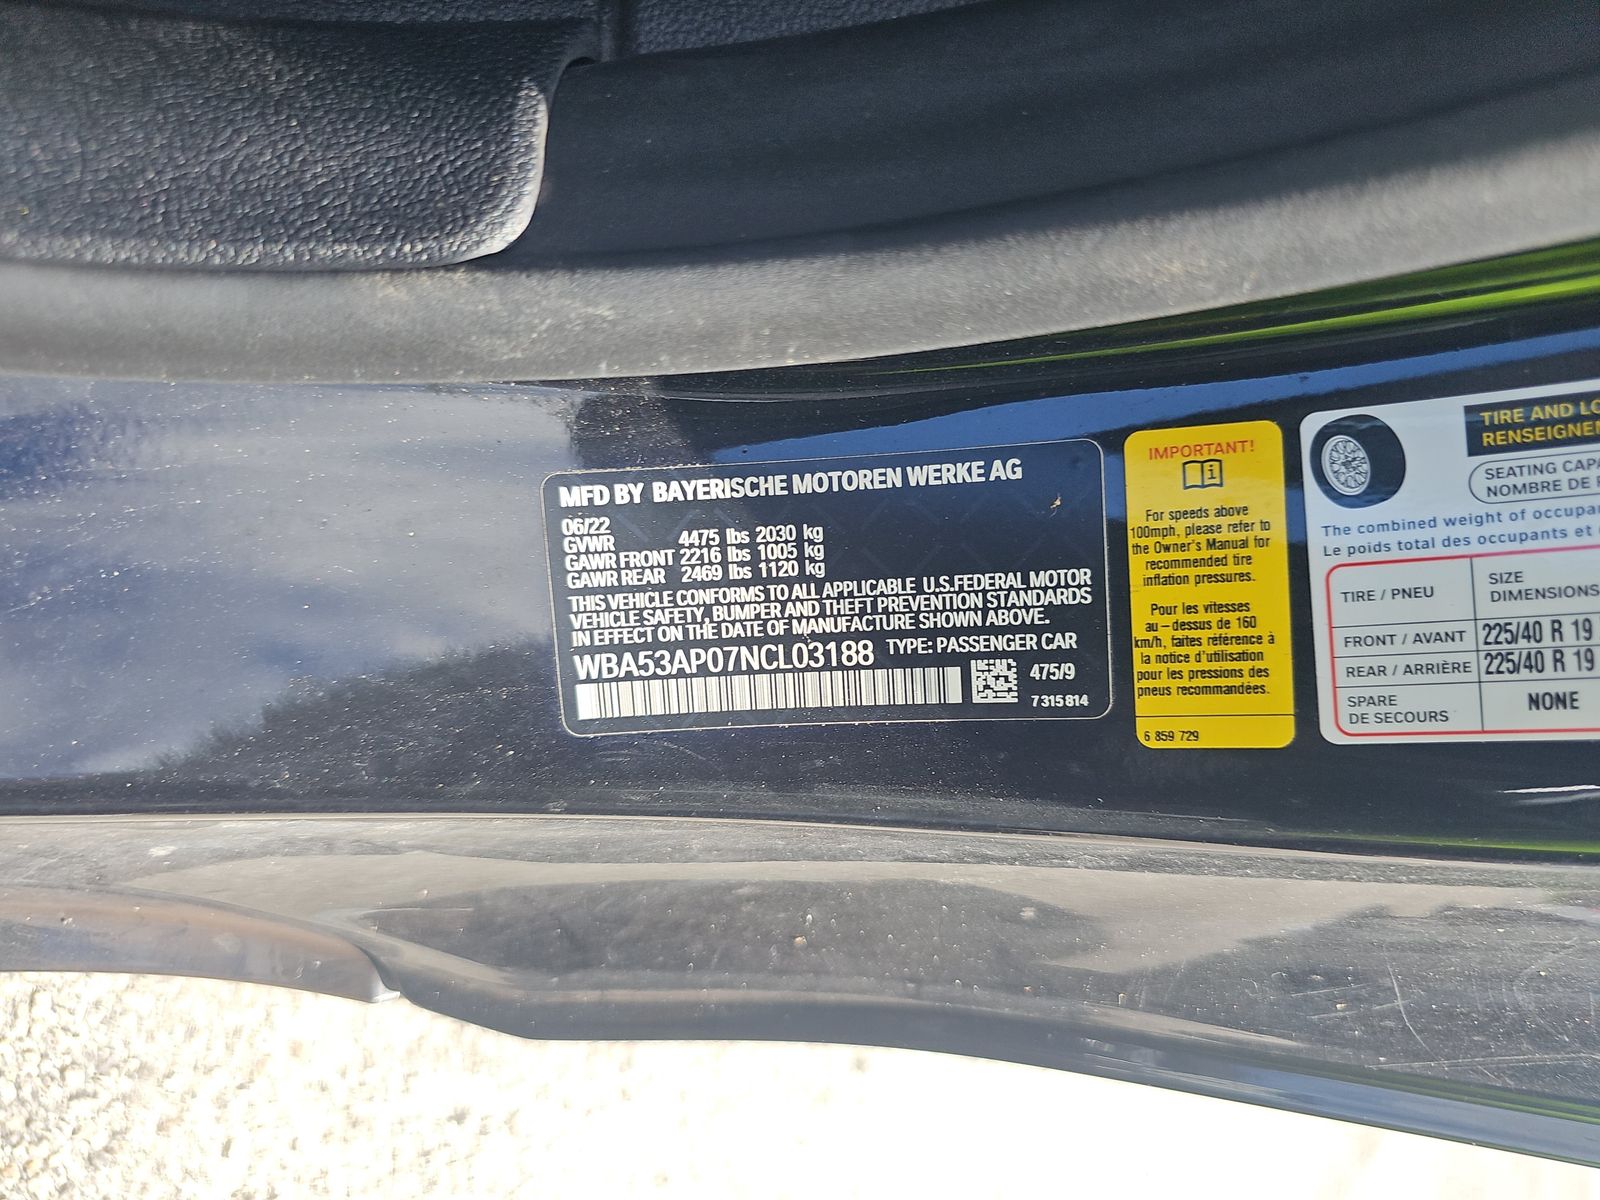 MFD BY BAYERISCHE MOTOREN WERKE AG
06/22
GVWR 4475 lbs 2030 kg
GAWR FRONT 2216 lbs 1005 kg
GAWR REAR 2469 lbs 1120 kg
THIS VEHICLE CONFORMS TO ALL APPLICABLE U.S.FEDERAL MOTOR
VEHICLE SAFETY, BUMPER AND THEFT PREVENTION STANDARDS
IN EFFECT ON THE DATE OF MANUFACTURE SHOWN ABOVE.
WBA53AP07NCL03188 TYPE: PASSENGER CAR
475/9
7 315 814
IMPORTANT!
For speeds above
100mph, please refer to
the Owner's Manual for
recommended tire
inflation pressures.
Pour les vitesses
au-dessus de 160
km/h, faites référence à
la notice d'utilisation
pour les pressions des
pneus recommandées.
6 859 729
TIRE AND LO
RENSEIGNEM
SEATING CAPA
NOMBRE DE
The combined weight of occupan
Le poids total des occupants et
TIRE / PNEU SIZE
DIMENSIONS
FRONT / AVANT 225/40 R 19
REAR / ARRIÈRE 225/40 R 19
SPARE
DE SECOURS NONE